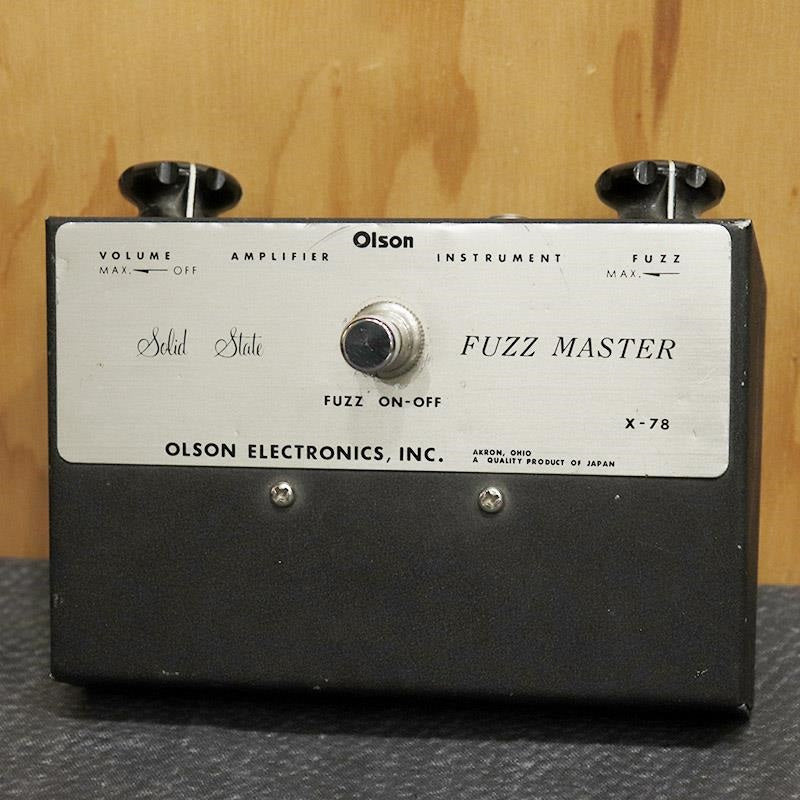 Olson
VOLUME AMPLIFIER INSTRUMENT FUZZ
MAX. OFF MAX.
Solid State FUZZ MASTER
FUZZ ON-OFF
X-78
OLSON ELECTRONICS, INC. AKRON, OHIO
A QUALITY PRODUCT OF JAPAN